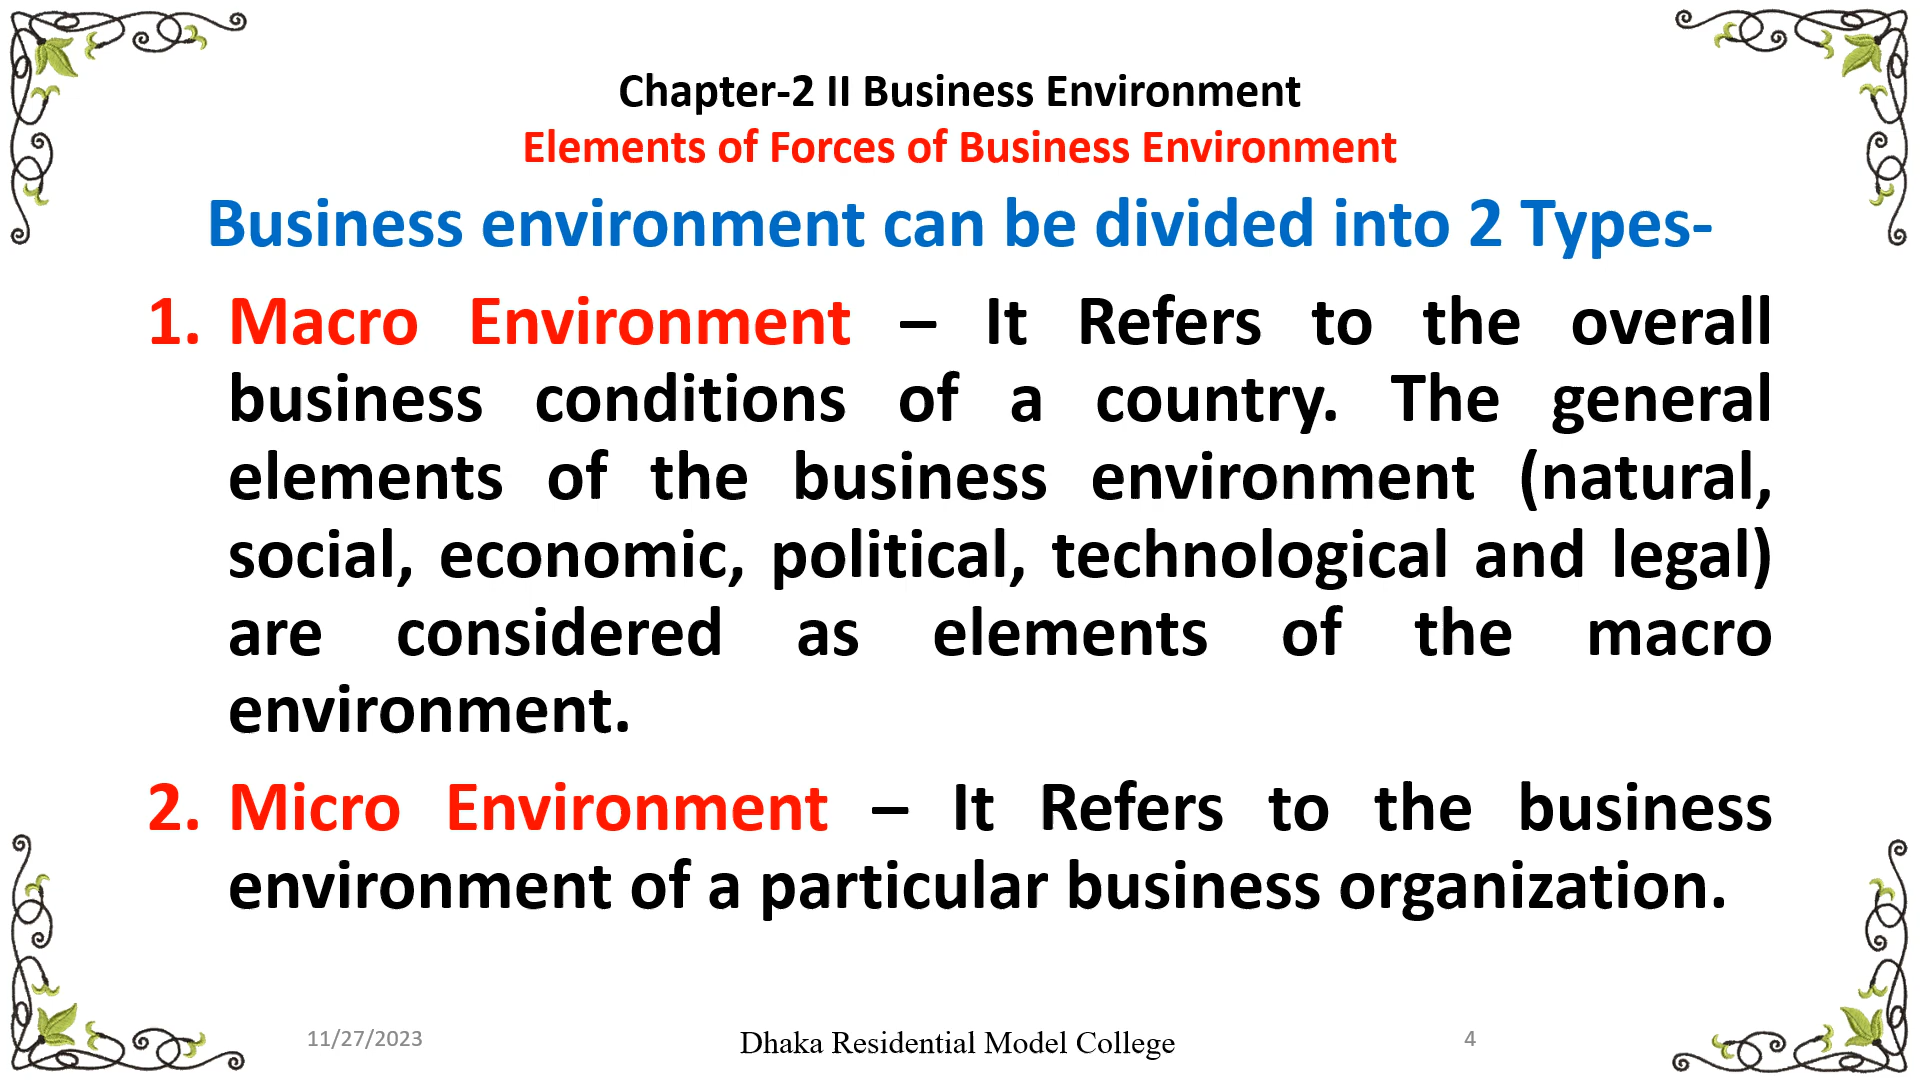 Chapter-2 II Business Environment
Elements of Forces of Business Environment
Business environment can be divided into 2 Types-
1. Macro Environment – It Refers to the overall
business conditions of a country. The general
elements of the business environment (natural,
social, economic, political, technological and legal)
are considered as elements of the macro
environment.
2. Micro Environment – It Refers to the business
environment of a particular business organization.
11/27/2023 Dhaka Residential Model College 4